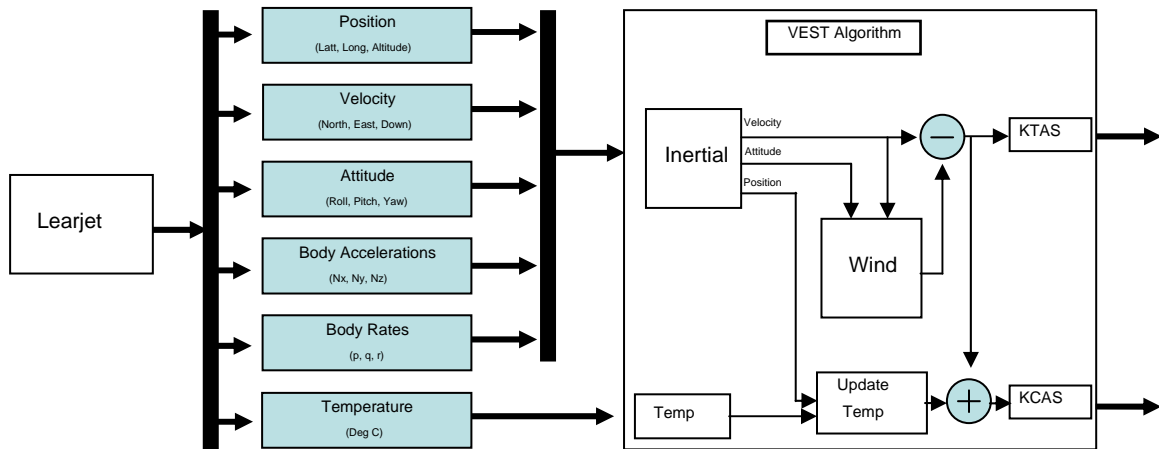 Learjet
Position
(Latt, Long, Altitude)
Velocity
(North, East, Down)
Attitude
(Roll, Pitch, Yaw)
Body Accelerations
(Nx, Ny, Nz)
Body Rates
(p, q, r)
Temperature
(Deg C)
VEST Algorithm
Inertial
Velocity
Attitude
Position
Wind
KTAS
Temp
Update
Temp
KCAS